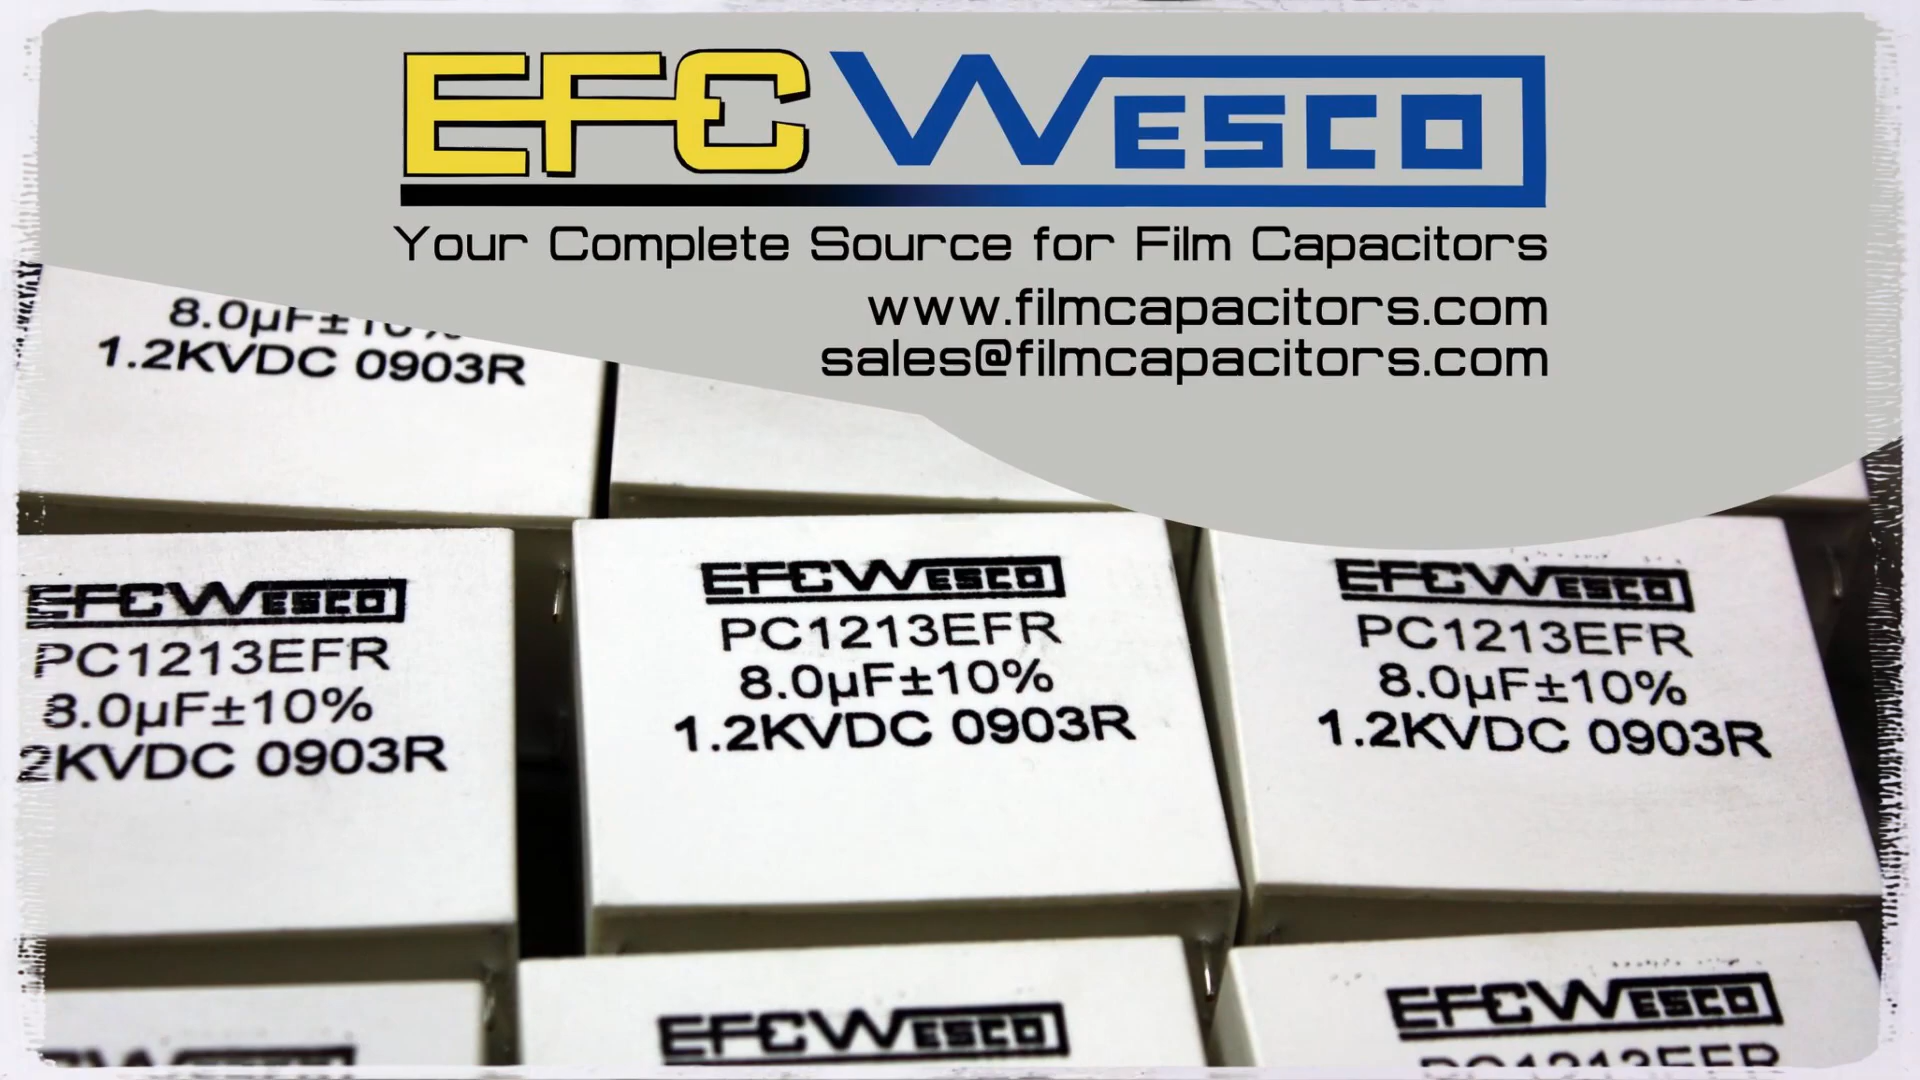 EFC WESCO
Your Complete Source for Film Capacitors
www.filmcapacitors.com
sales@filmcapacitors.com
8.0µF±10%
1.2KVDC 0903R
EFC WESCO
PC1213EFR
8.0µF±10%
2KVDC 0903R
EFC WESCO
PC1213EFR
8.0µF±10%
1.2KVDC 0903R
EFC WESCO
PC1213EFR
8.0µF±10%
1.2KVDC 0903R
EFC WESCO
EFC WESCO
PC1213EFR